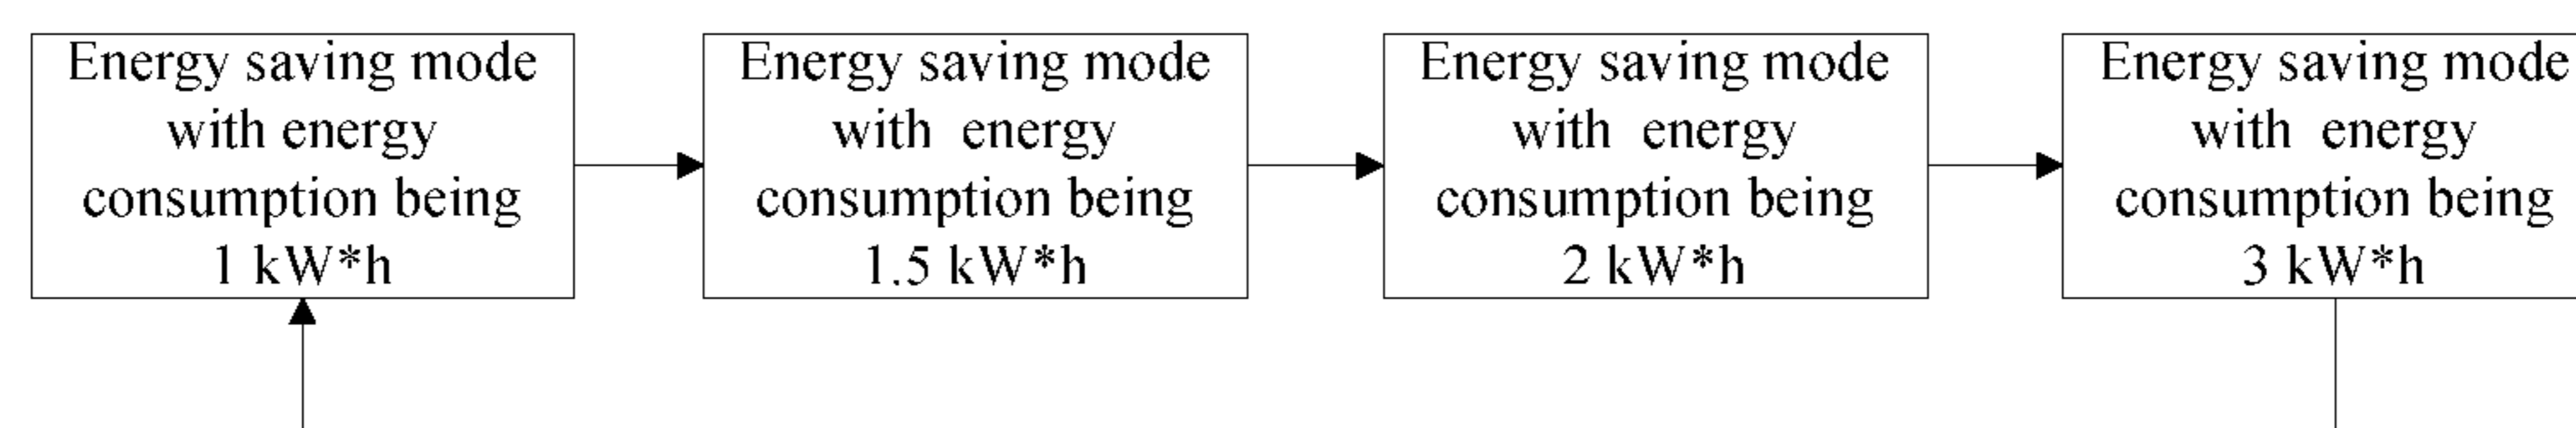 Energy saving mode
with energy
consumption being
1 kW*h
Energy saving mode
with energy
consumption being
1.5 kW*h
Energy saving mode
with energy
consumption being
2 kW*h
Energy saving mode
with energy
consumption being
3 kW*h